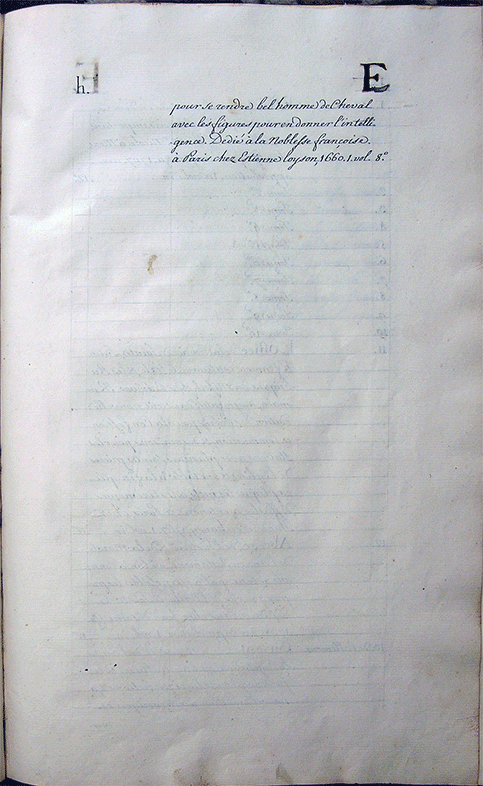 h.
E
pour se rendre bel homme de Cheval
avec les figures pour en donner l'intelli
gence. Dedié à la Noblesse françoise.
à Paris chez Estienne loyson, 1660. 1. vol. 8.º